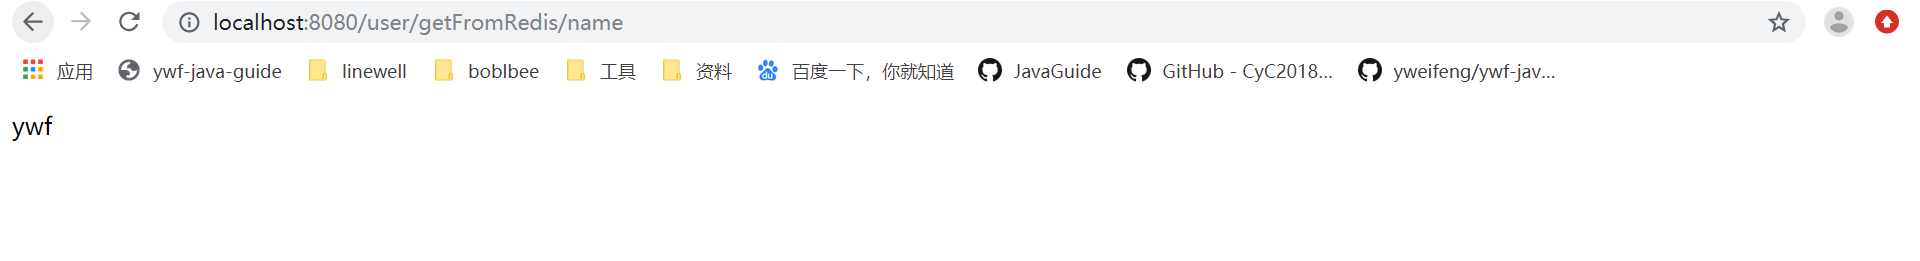 localhost:8080/user/getFromRedis/name
应用 ywf-java-guide linewell boblbee 工具 资料 百度一下，你就知道 JavaGuide GitHub - CyC2018... yweifeng/ywf-jav...
ywf